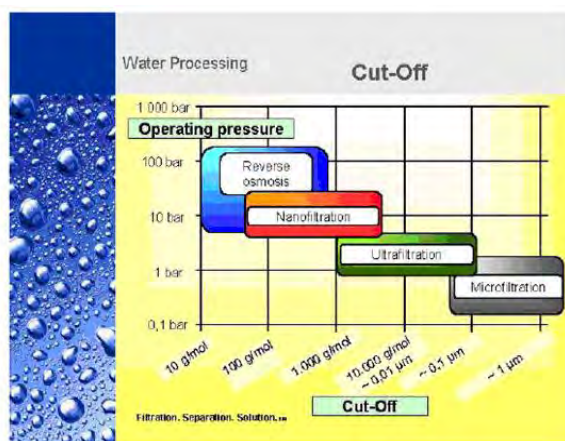 Water Processing
Cut-Off
1 000 bar
Operating pressure
100 bar
Reverse
osmosis
10 bar
Nanofiltration
Ultrafiltration
1 bar
Microfiltration
0,1 bar
10 g/mol
100 g/mol
1.000 g/mol
10.000 g/mol
~ 0,01 µm
~ 0,1 µm
~ 1 µm
Cut-Off
Filtration. Separation. Solution.